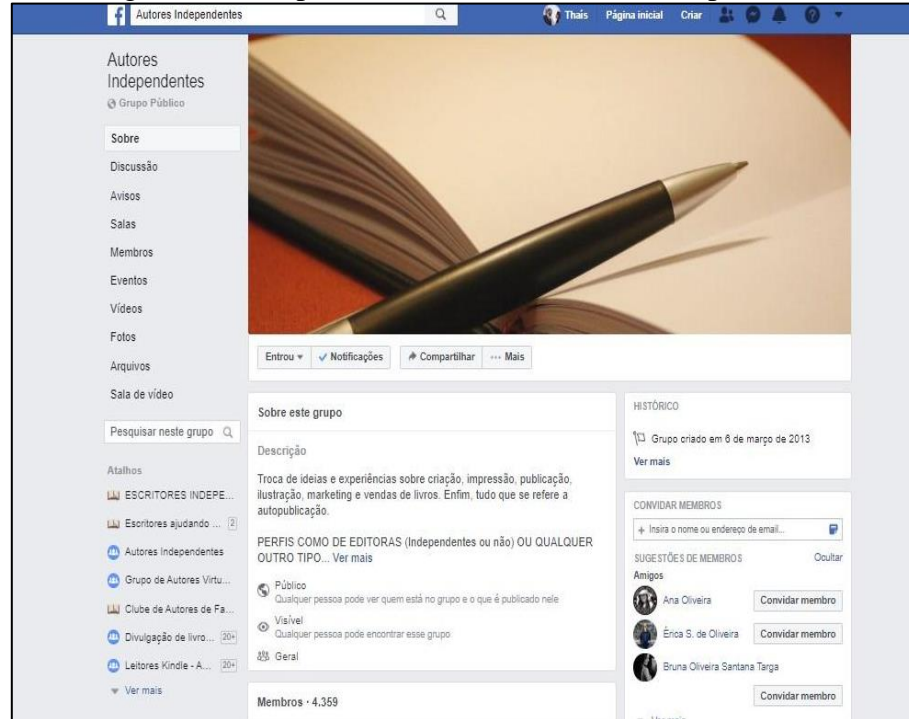 Autores Independentes
Thais Página inicial Criar
Autores
Independentes
Grupo Público
Sobre
Discussão
Avisos
Salas
Membros
Eventos
Vídeos
Fotos
Arquivos
Sala de vídeo
Pesquisar neste grupo
Atalhos
ESCRITORES INDEPE...
Escritores ajudando ... 2
Autores Independentes
Grupo de Autores Virtu...
Clube de Autores de Fa...
Divulgação de livro... 20+
Leitores Kindle - A... 20+
Ver mais
Entrou Notificações Compartilhar Mais
Sobre este grupo
Descrição
Troca de ideias e experiências sobre criação, impressão, publicação,
ilustração, marketing e vendas de livros. Enfim, tudo que se refere a
autopublicação.
PERFIS COMO DE EDITORAS (Independentes ou não) OU QUALQUER
OUTRO TIPO... Ver mais
Público
Qualquer pessoa pode ver quem está no grupo e o que é publicado nele
Visível
Qualquer pessoa pode encontrar esse grupo
Geral
Membros · 4.359
HISTÓRICO
Grupo criado em 6 de março de 2013
Ver mais
CONVIDAR MEMBROS
+ Insira o nome ou endereço de email...
SUGESTÕES DE MEMBROS Ocultar
Amigos
Ana Oliveira Convidar membro
Érica S. de Oliveira Convidar membro
Bruna Oliveira Santana Targa
Convidar membro